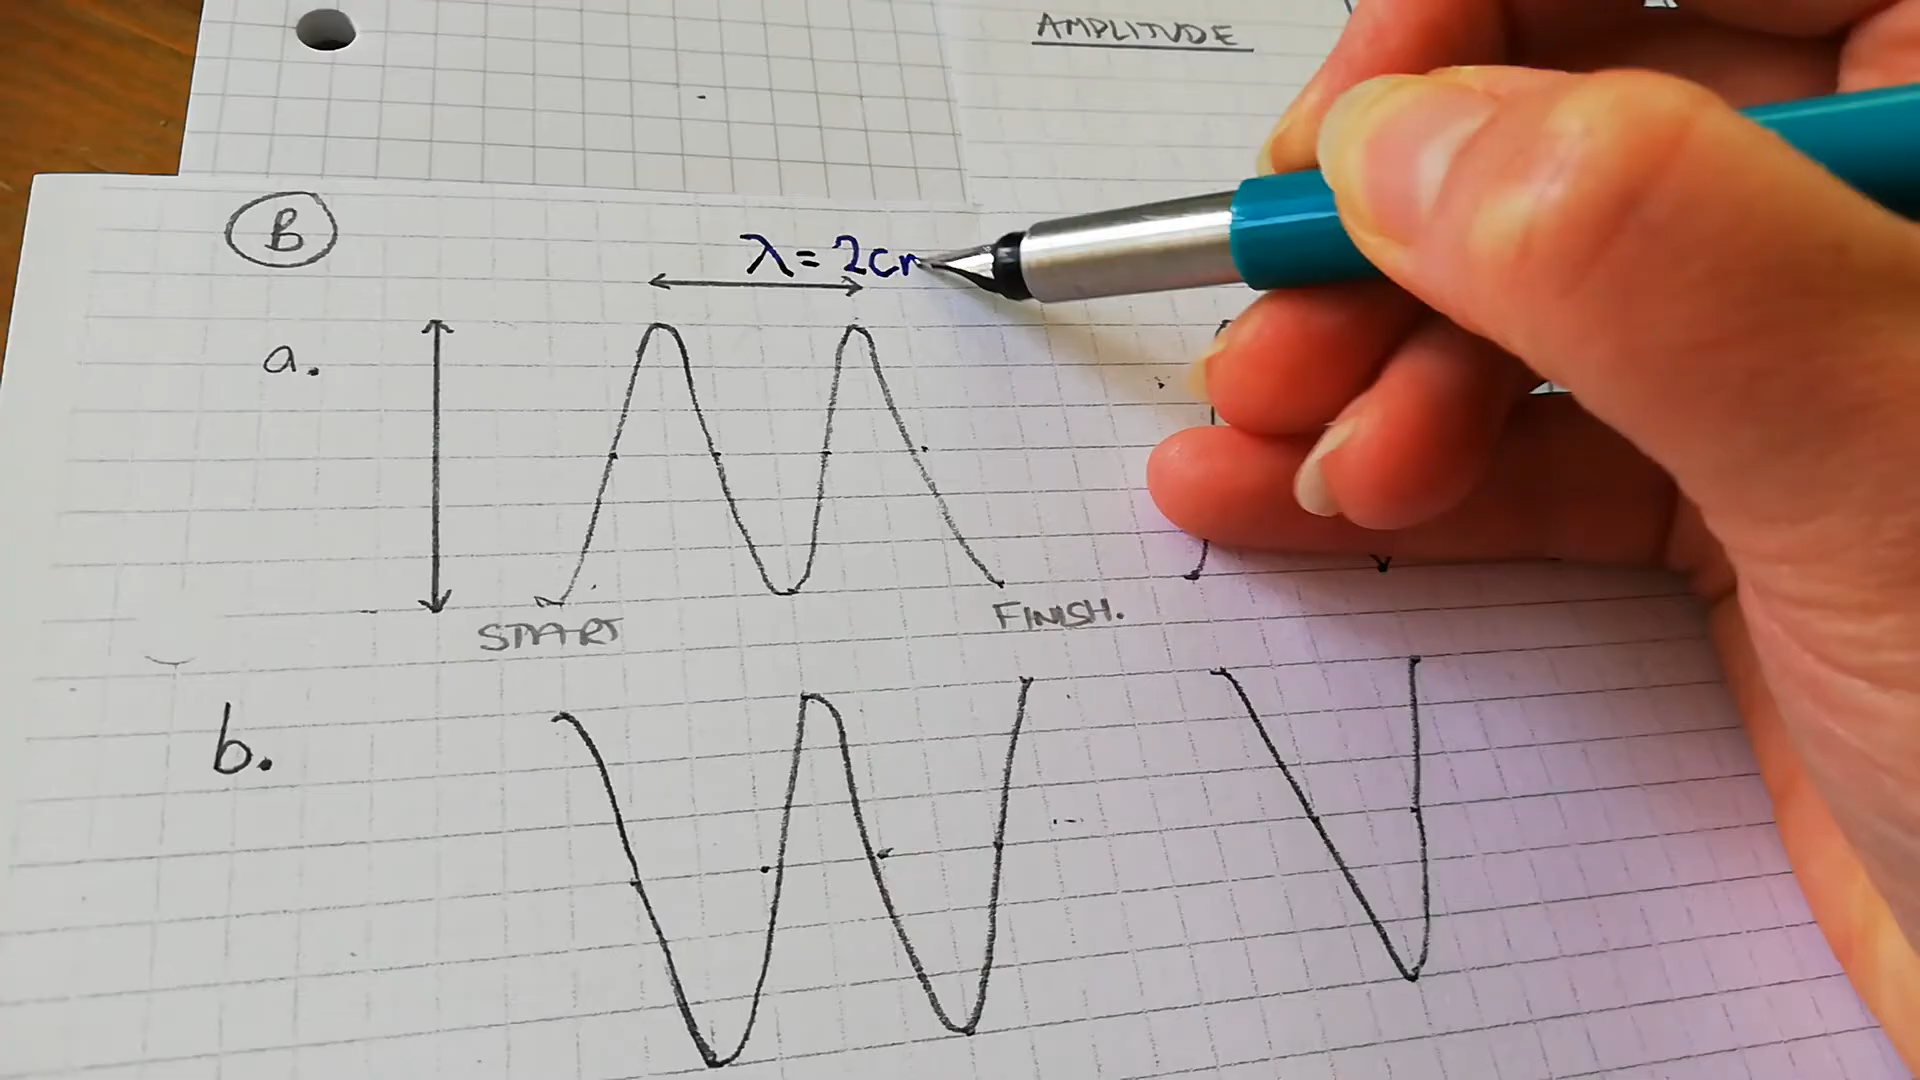 AMPLITUDE
B
λ = 2cm
a.
START
FINISH.
b.